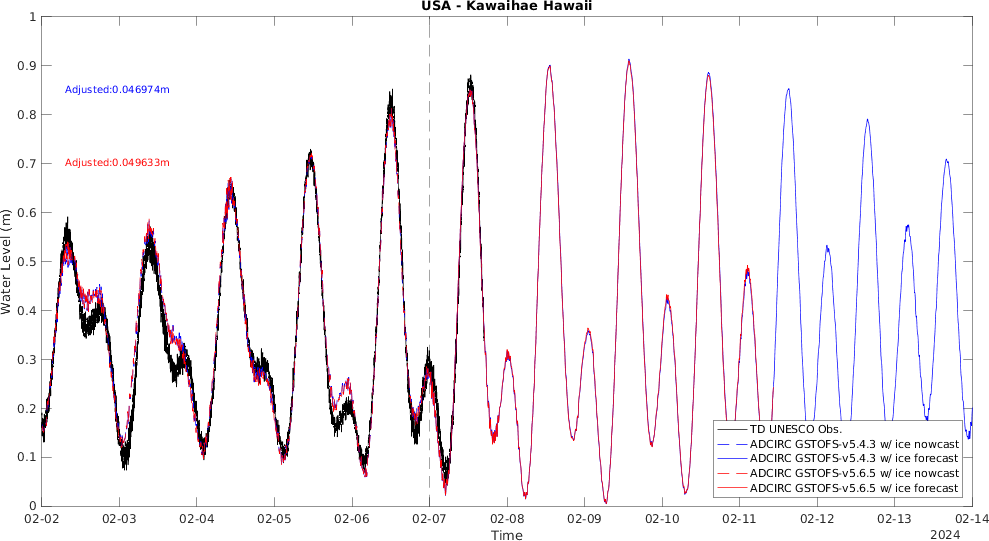 USA - Kawaihae Hawaii
1
0.9
0.8
0.7
0.6
0.5
0.4
0.3
0.2
0.1
0
Water Level (m)
Adjusted:0.046974m
Adjusted:0.049633m
TD UNESCO Obs.
ADCIRC GSTOFS-v5.4.3 w/ ice nowcast
ADCIRC GSTOFS-v5.4.3 w/ ice forecast
ADCIRC GSTOFS-v5.6.5 w/ ice nowcast
ADCIRC GSTOFS-v5.6.5 w/ ice forecast
02-02 02-03 02-04 02-05 02-06 02-07 02-08 02-09 02-10 02-11 02-12 02-13 02-14
Time
2024